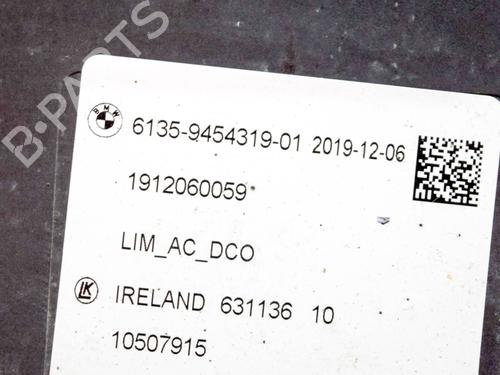 B-PARTS
BMW
6135-9454319-01 2019-12-06
1912060059
LIM_AC_DCO
LK IRELAND 631136 10
10507915